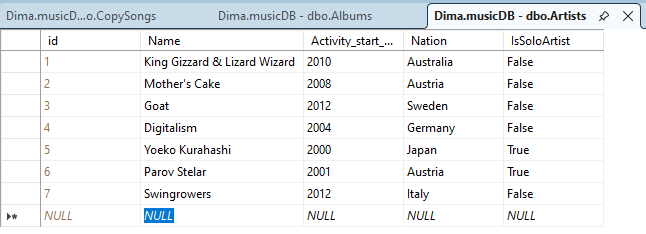 Dima.musicD...o.CopySongs Dima.musicDB - dbo.Albums Dima.musicDB - dbo.Artists
id Name Activity_start_... Nation IsSoloArtist
1 King Gizzard & Lizard Wizard 2010 Australia False
2 Mother's Cake 2008 Austria False
3 Goat 2012 Sweden False
4 Digitalism 2004 Germany False
5 Yoeko Kurahashi 2000 Japan True
6 Parov Stelar 2001 Austria True
7 Swingrowers 2012 Italy False
NULL NULL NULL NULL NULL